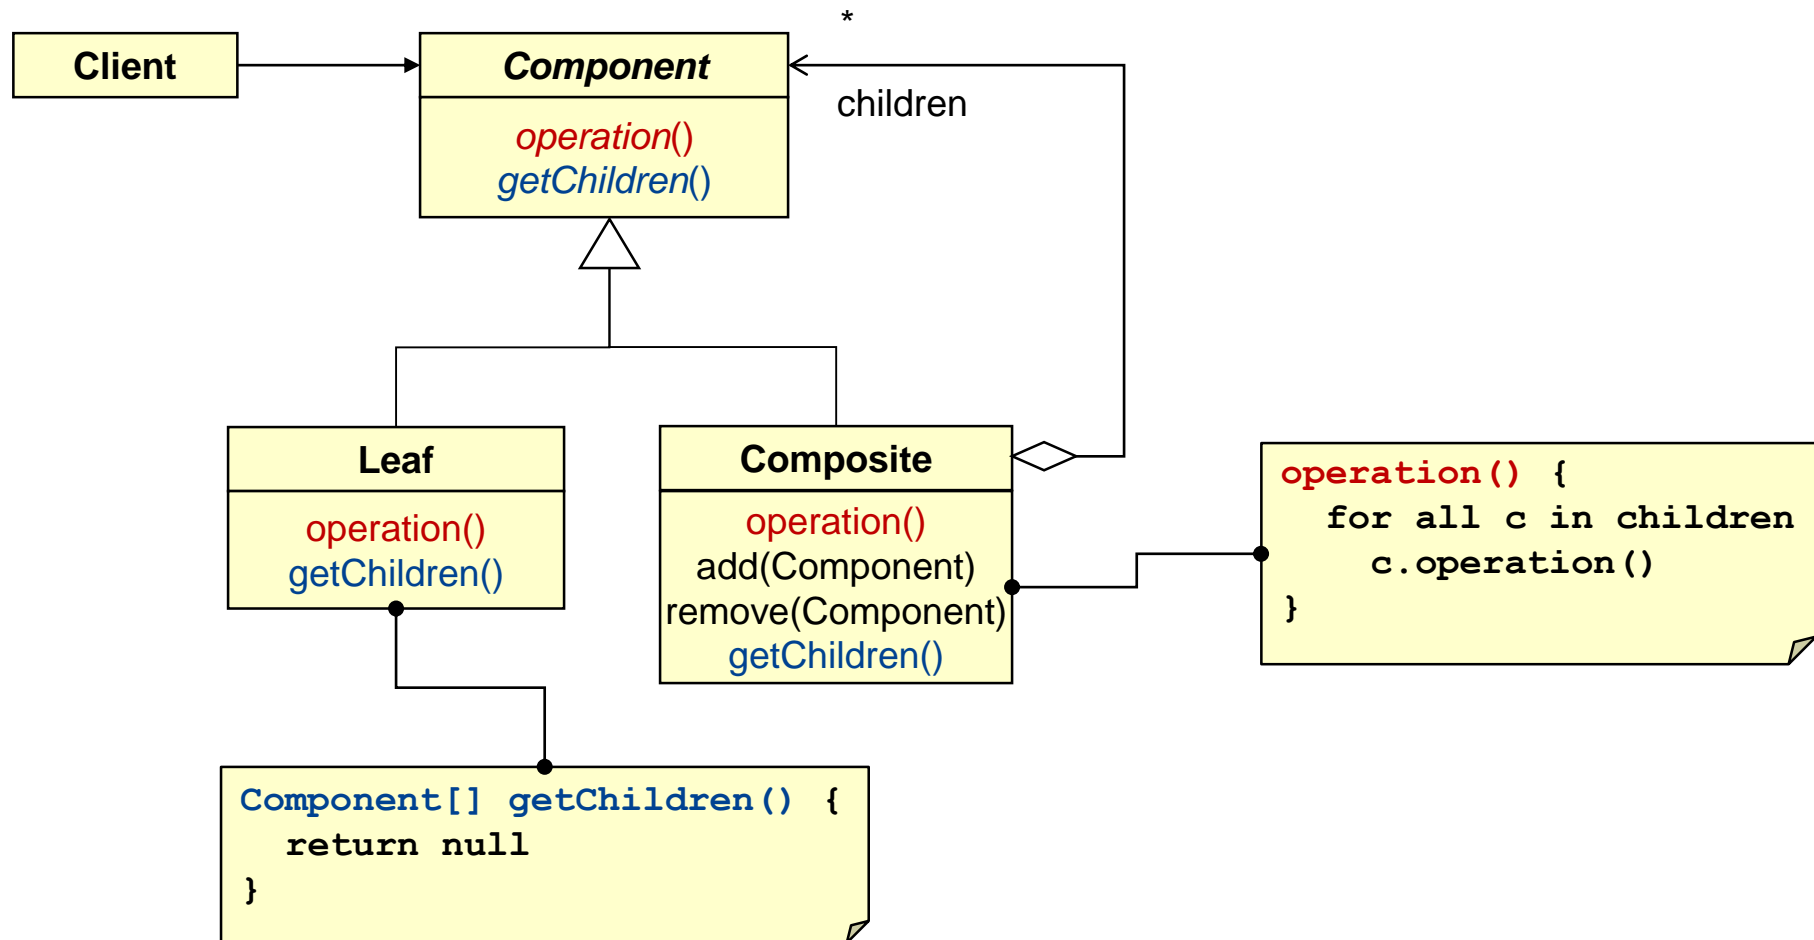 *
Client
Component
children
operation()
getChildren()
Leaf
operation()
getChildren()
Composite
operation()
add(Component)
remove(Component)
getChildren()
operation() {
for all c in children
c.operation()
}
Component[] getChildren() {
return null
}